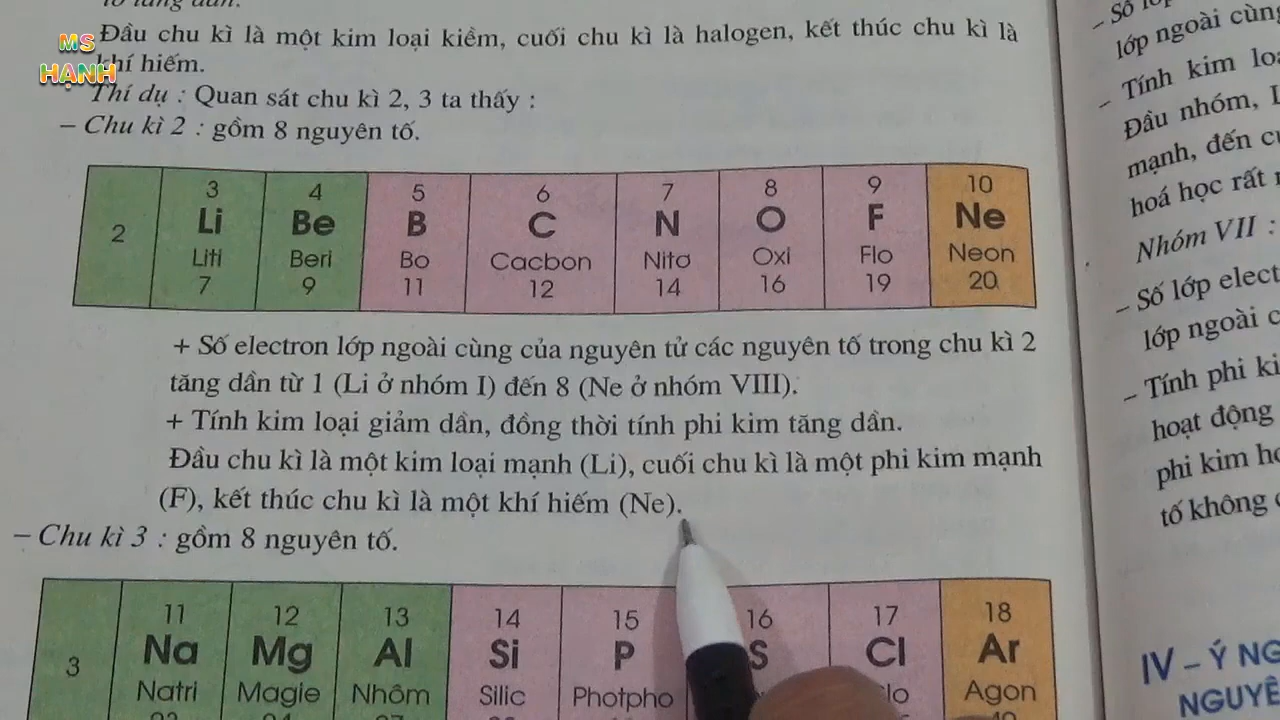 MS
HẠNH
Đầu chu kì là một kim loại kiềm, cuối chu kì là halogen, kết thúc chu kì là
khí hiếm.
Thí dụ : Quan sát chu kì 2, 3 ta thấy :
– Chu kì 2 : gồm 8 nguyên tố.
2
3 4 5 6 7 8 9 10
Li Be B C N O F Ne
Liti Beri Bo Cacbon Nitơ Oxi Flo Neon
7 9 11 12 14 16 19 20
+ Số electron lớp ngoài cùng của nguyên tử các nguyên tố trong chu kì 2
tăng dần từ 1 (Li ở nhóm I) đến 8 (Ne ở nhóm VIII).
+ Tính kim loại giảm dần, đồng thời tính phi kim tăng dần.
Đầu chu kì là một kim loại mạnh (Li), cuối chu kì là một phi kim mạnh
(F), kết thúc chu kì là một khí hiếm (Ne).
– Chu kì 3 : gồm 8 nguyên tố.
3
11 12 13 14 15 16 17 18
Na Mg Al Si P S Cl Ar
Natri Magie Nhôm Silic Photpho Agon
– Số
lớp ngoài cùng
– Tính kim loạ
Đầu nhóm,
mạnh, đến
hoá học rất
Nhóm VII :
– Số lớp elect
lớp ngoài
– Tính phi ki
hoạt động
phi kim
tố không
IV – Ý NG
NGUYÊ